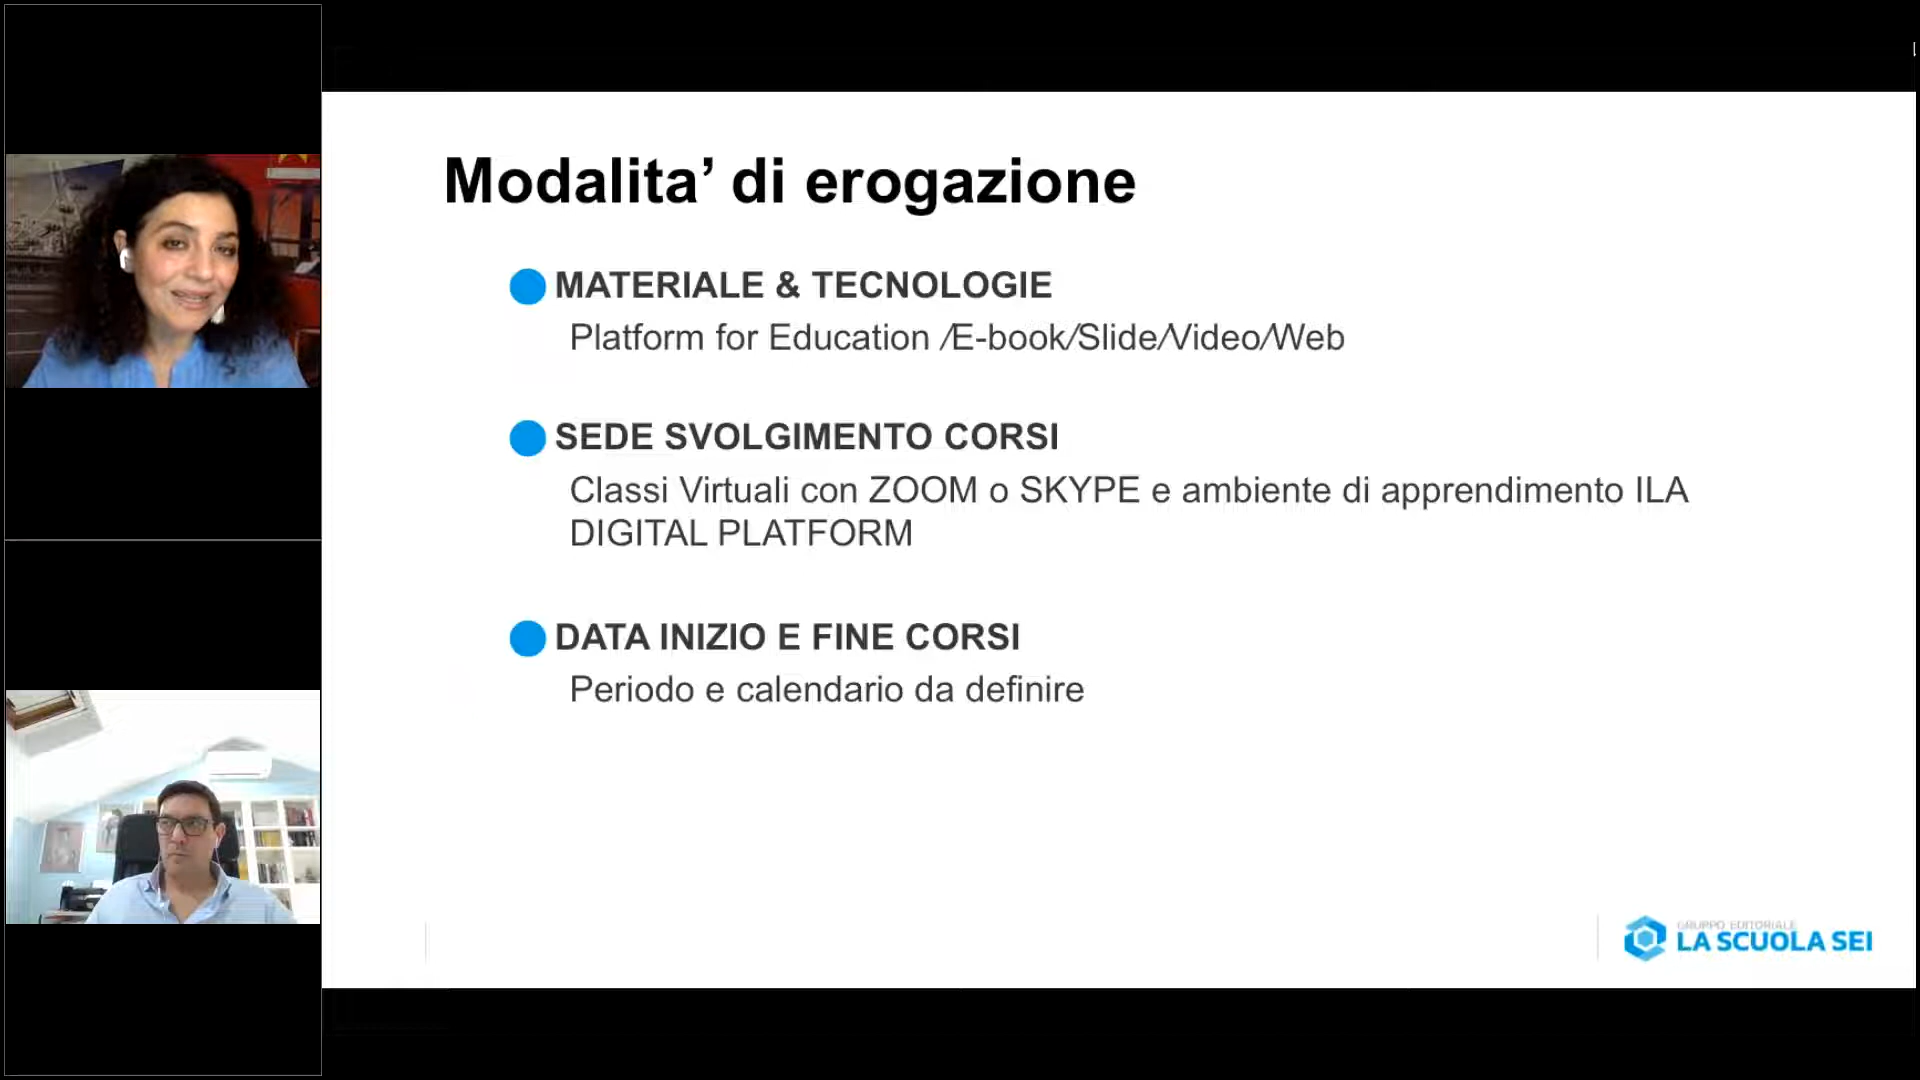 Modalita’ di erogazione
MATERIALE & TECNOLOGIE
Platform for Education /E-book/Slide/Video/Web
SEDE SVOLGIMENTO CORSI
Classi Virtuali con ZOOM o SKYPE e ambiente di apprendimento ILA
DIGITAL PLATFORM
DATA INIZIO E FINE CORSI
Periodo e calendario da definire
GRUPPO EDITORIALE
LA SCUOLA SEI